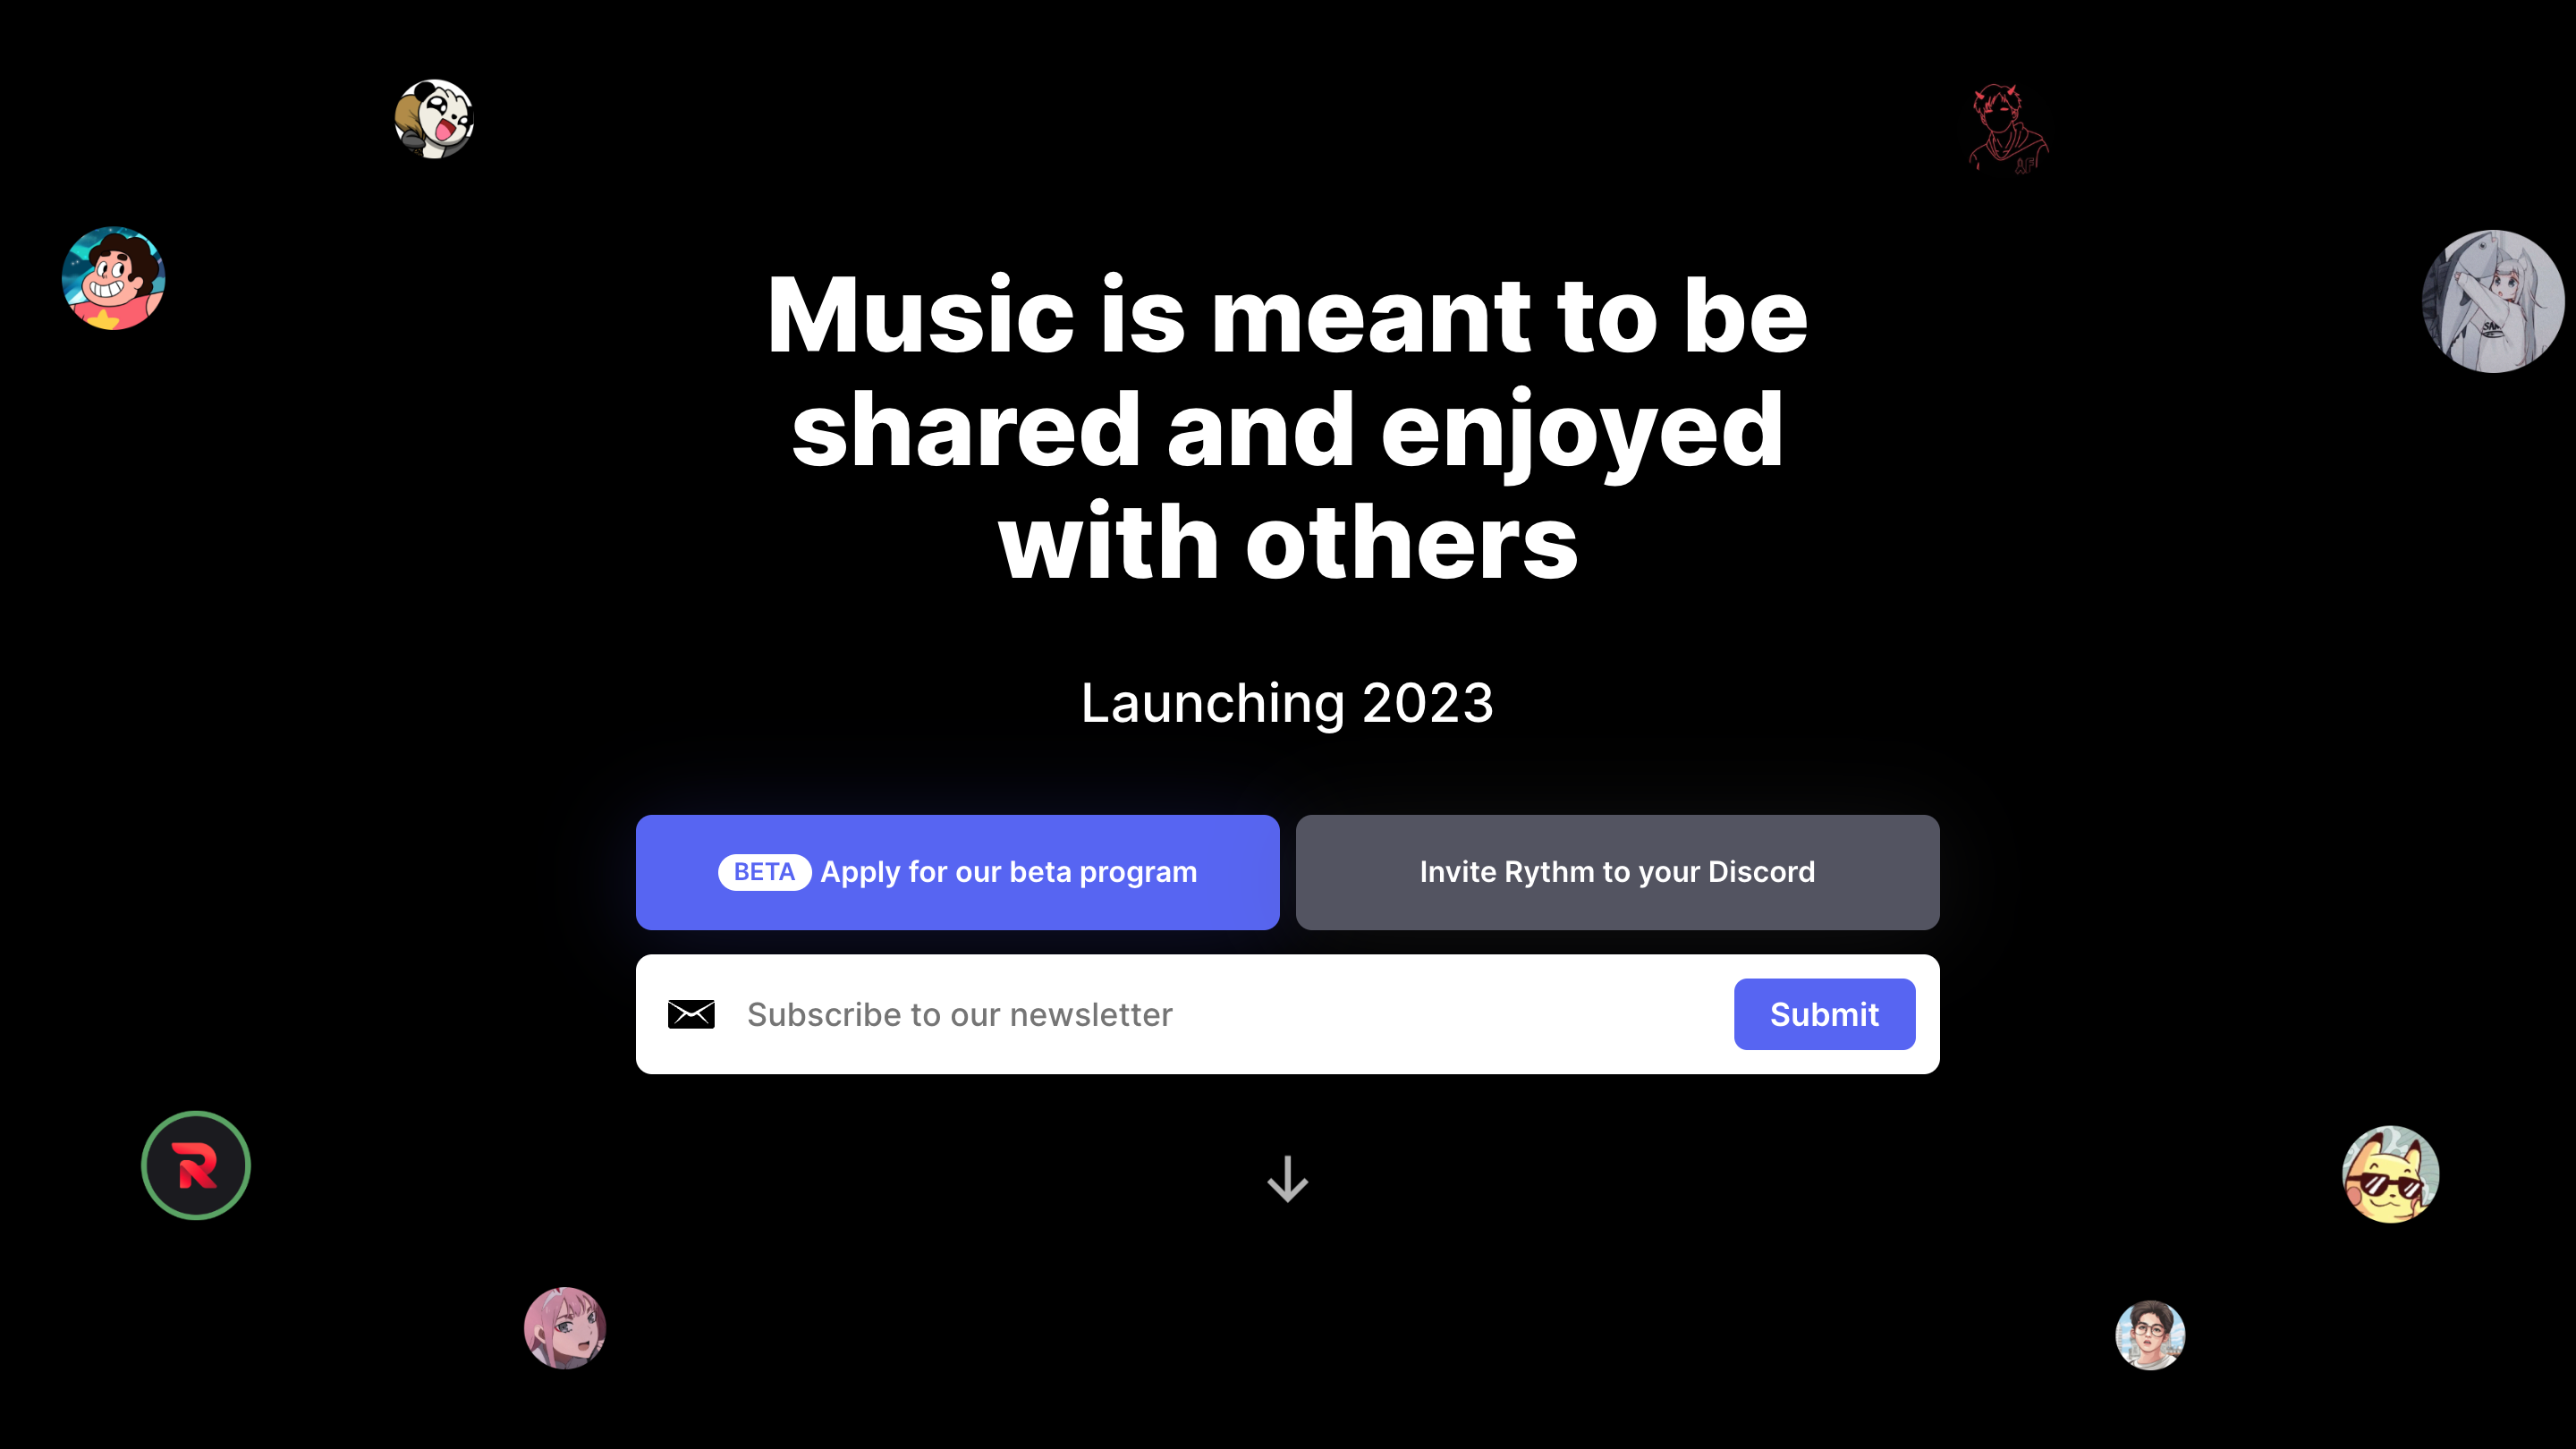 Music is meant to be
shared and enjoyed
with others
Launching 2023
BETA Apply for our beta program
Invite Rythm to your Discord
Subscribe to our newsletter
Submit